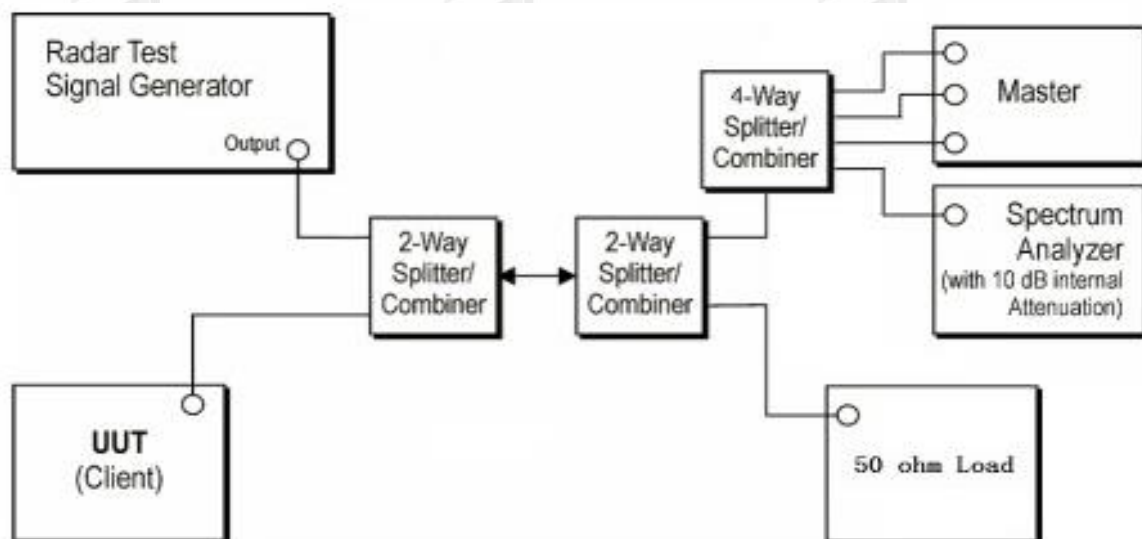 Radar Test
Signal Generator
Output
4-Way
Splitter/
Combiner
Master
2-Way
Splitter/
Combiner
2-Way
Splitter/
Combiner
Spectrum
Analyzer
(with 10 dB internal
Attenuation)
UUT
(Client)
50 ohm Load